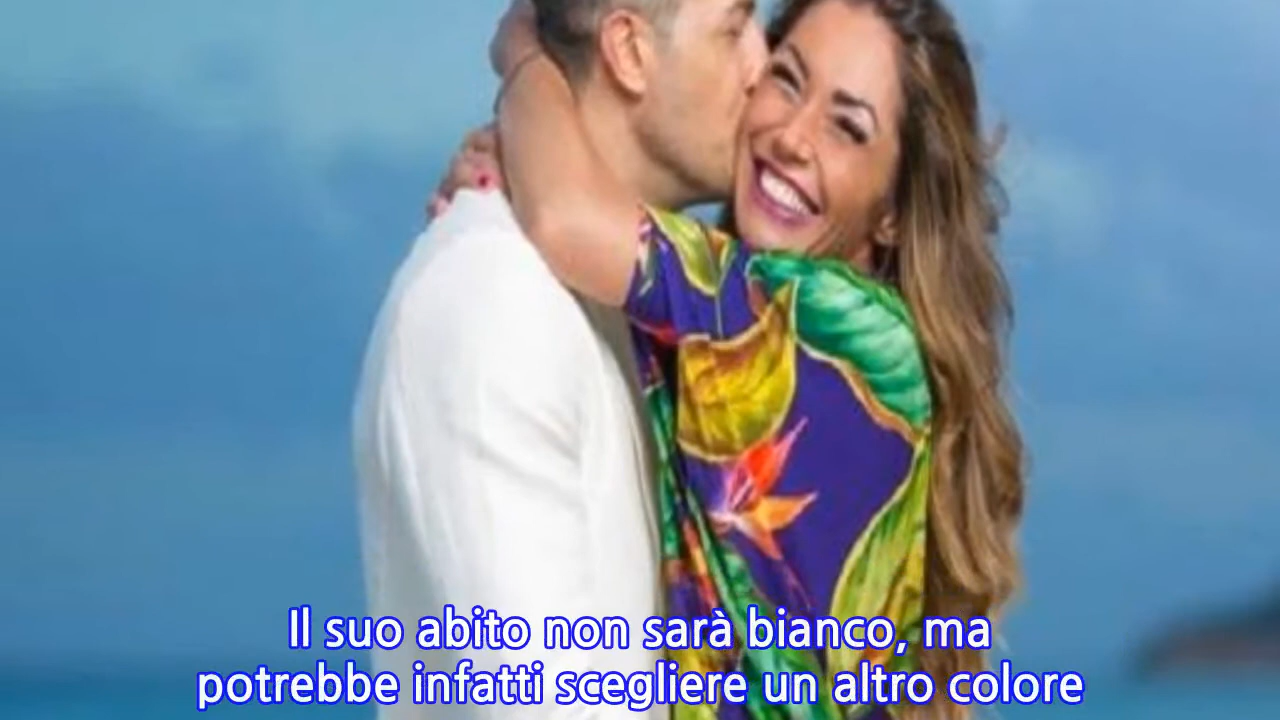 Il suo abito non sarà bianco, ma
potrebbe infatti scegliere un altro colore